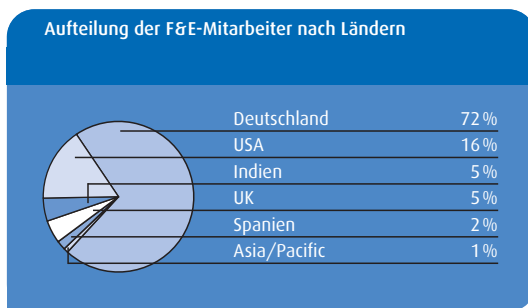 Aufteilung der F&E-Mitarbeiter nach Ländern
Deutschland 72 %
USA 16 %
Indien 5 %
UK 5 %
Spanien 2 %
Asia/Pacific 1 %